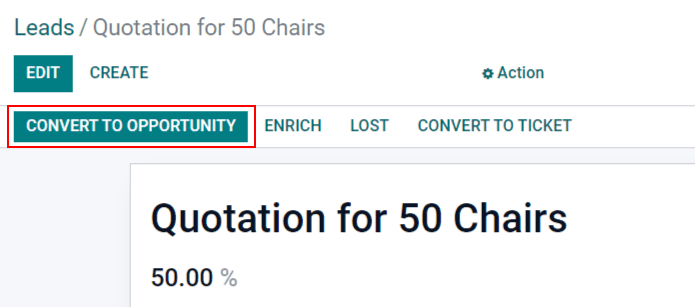 Leads / Quotation for 50 Chairs
EDIT CREATE Action
CONVERT TO OPPORTUNITY ENRICH LOST CONVERT TO TICKET
Quotation for 50 Chairs
50.00 %